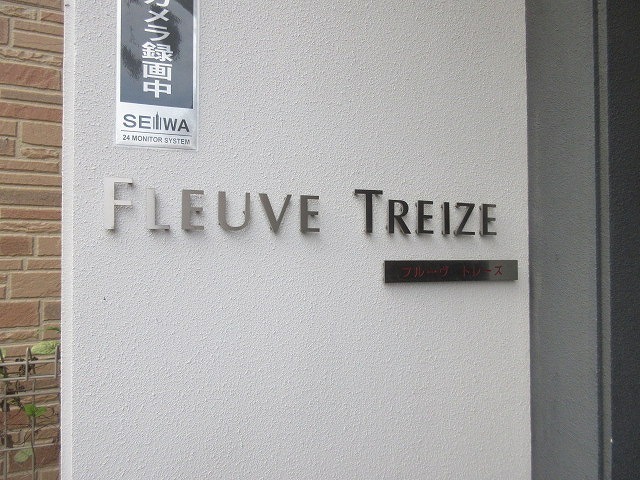 カメラ録画中
SEIWA
24 MONITOR SYSTEM
FLEUVE TREIZE
フルーヴ トレーズ